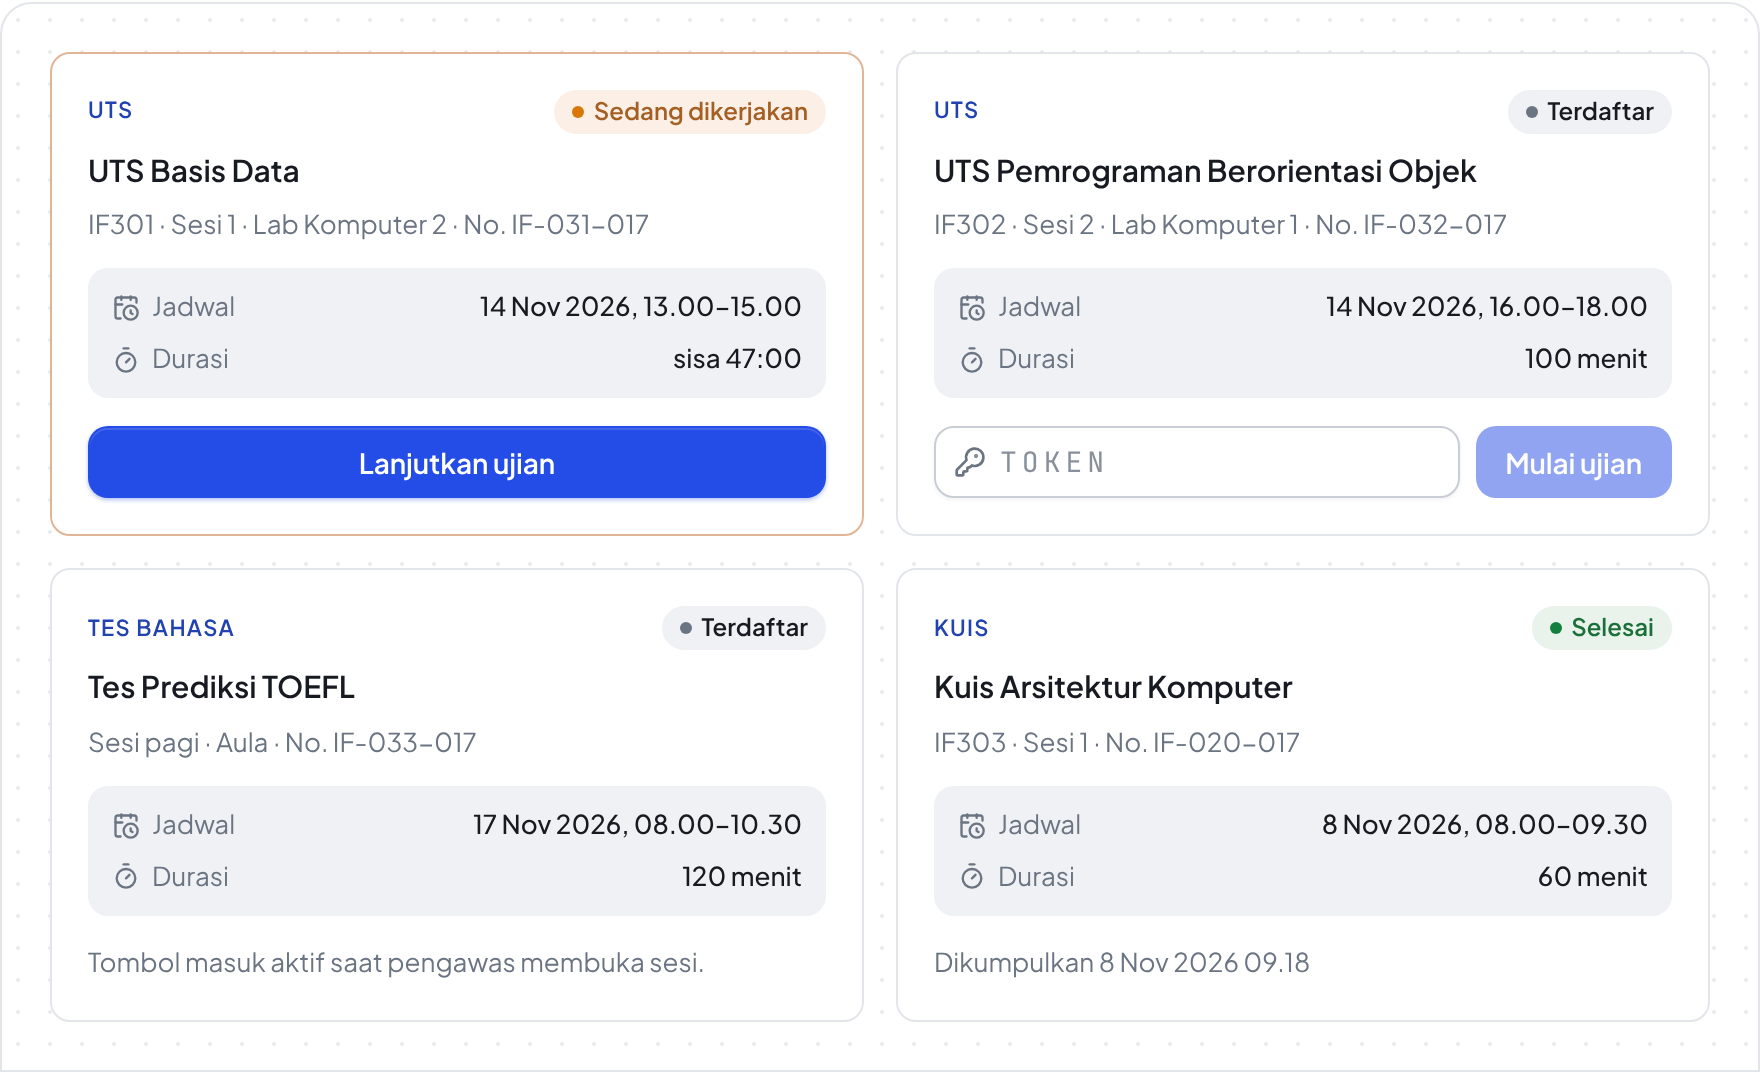 UTS
Sedang dikerjakan
UTS Basis Data
IF301 · Sesi 1 · Lab Komputer 2 · No. IF-031-017
Jadwal 14 Nov 2026, 13.00–15.00
Durasi sisa 47:00
Lanjutkan ujian
UTS
Terdaftar
UTS Pemrograman Berorientasi Objek
IF302 · Sesi 2 · Lab Komputer 1 · No. IF-032-017
Jadwal 14 Nov 2026, 16.00–18.00
Durasi 100 menit
TOKEN
Mulai ujian
TES BAHASA
Terdaftar
Tes Prediksi TOEFL
Sesi pagi · Aula · No. IF-033-017
Jadwal 17 Nov 2026, 08.00–10.30
Durasi 120 menit
Tombol masuk aktif saat pengawas membuka sesi.
KUIS
Selesai
Kuis Arsitektur Komputer
IF303 · Sesi 1 · No. IF-020-017
Jadwal 8 Nov 2026, 08.00–09.30
Durasi 60 menit
Dikumpulkan 8 Nov 2026 09.18